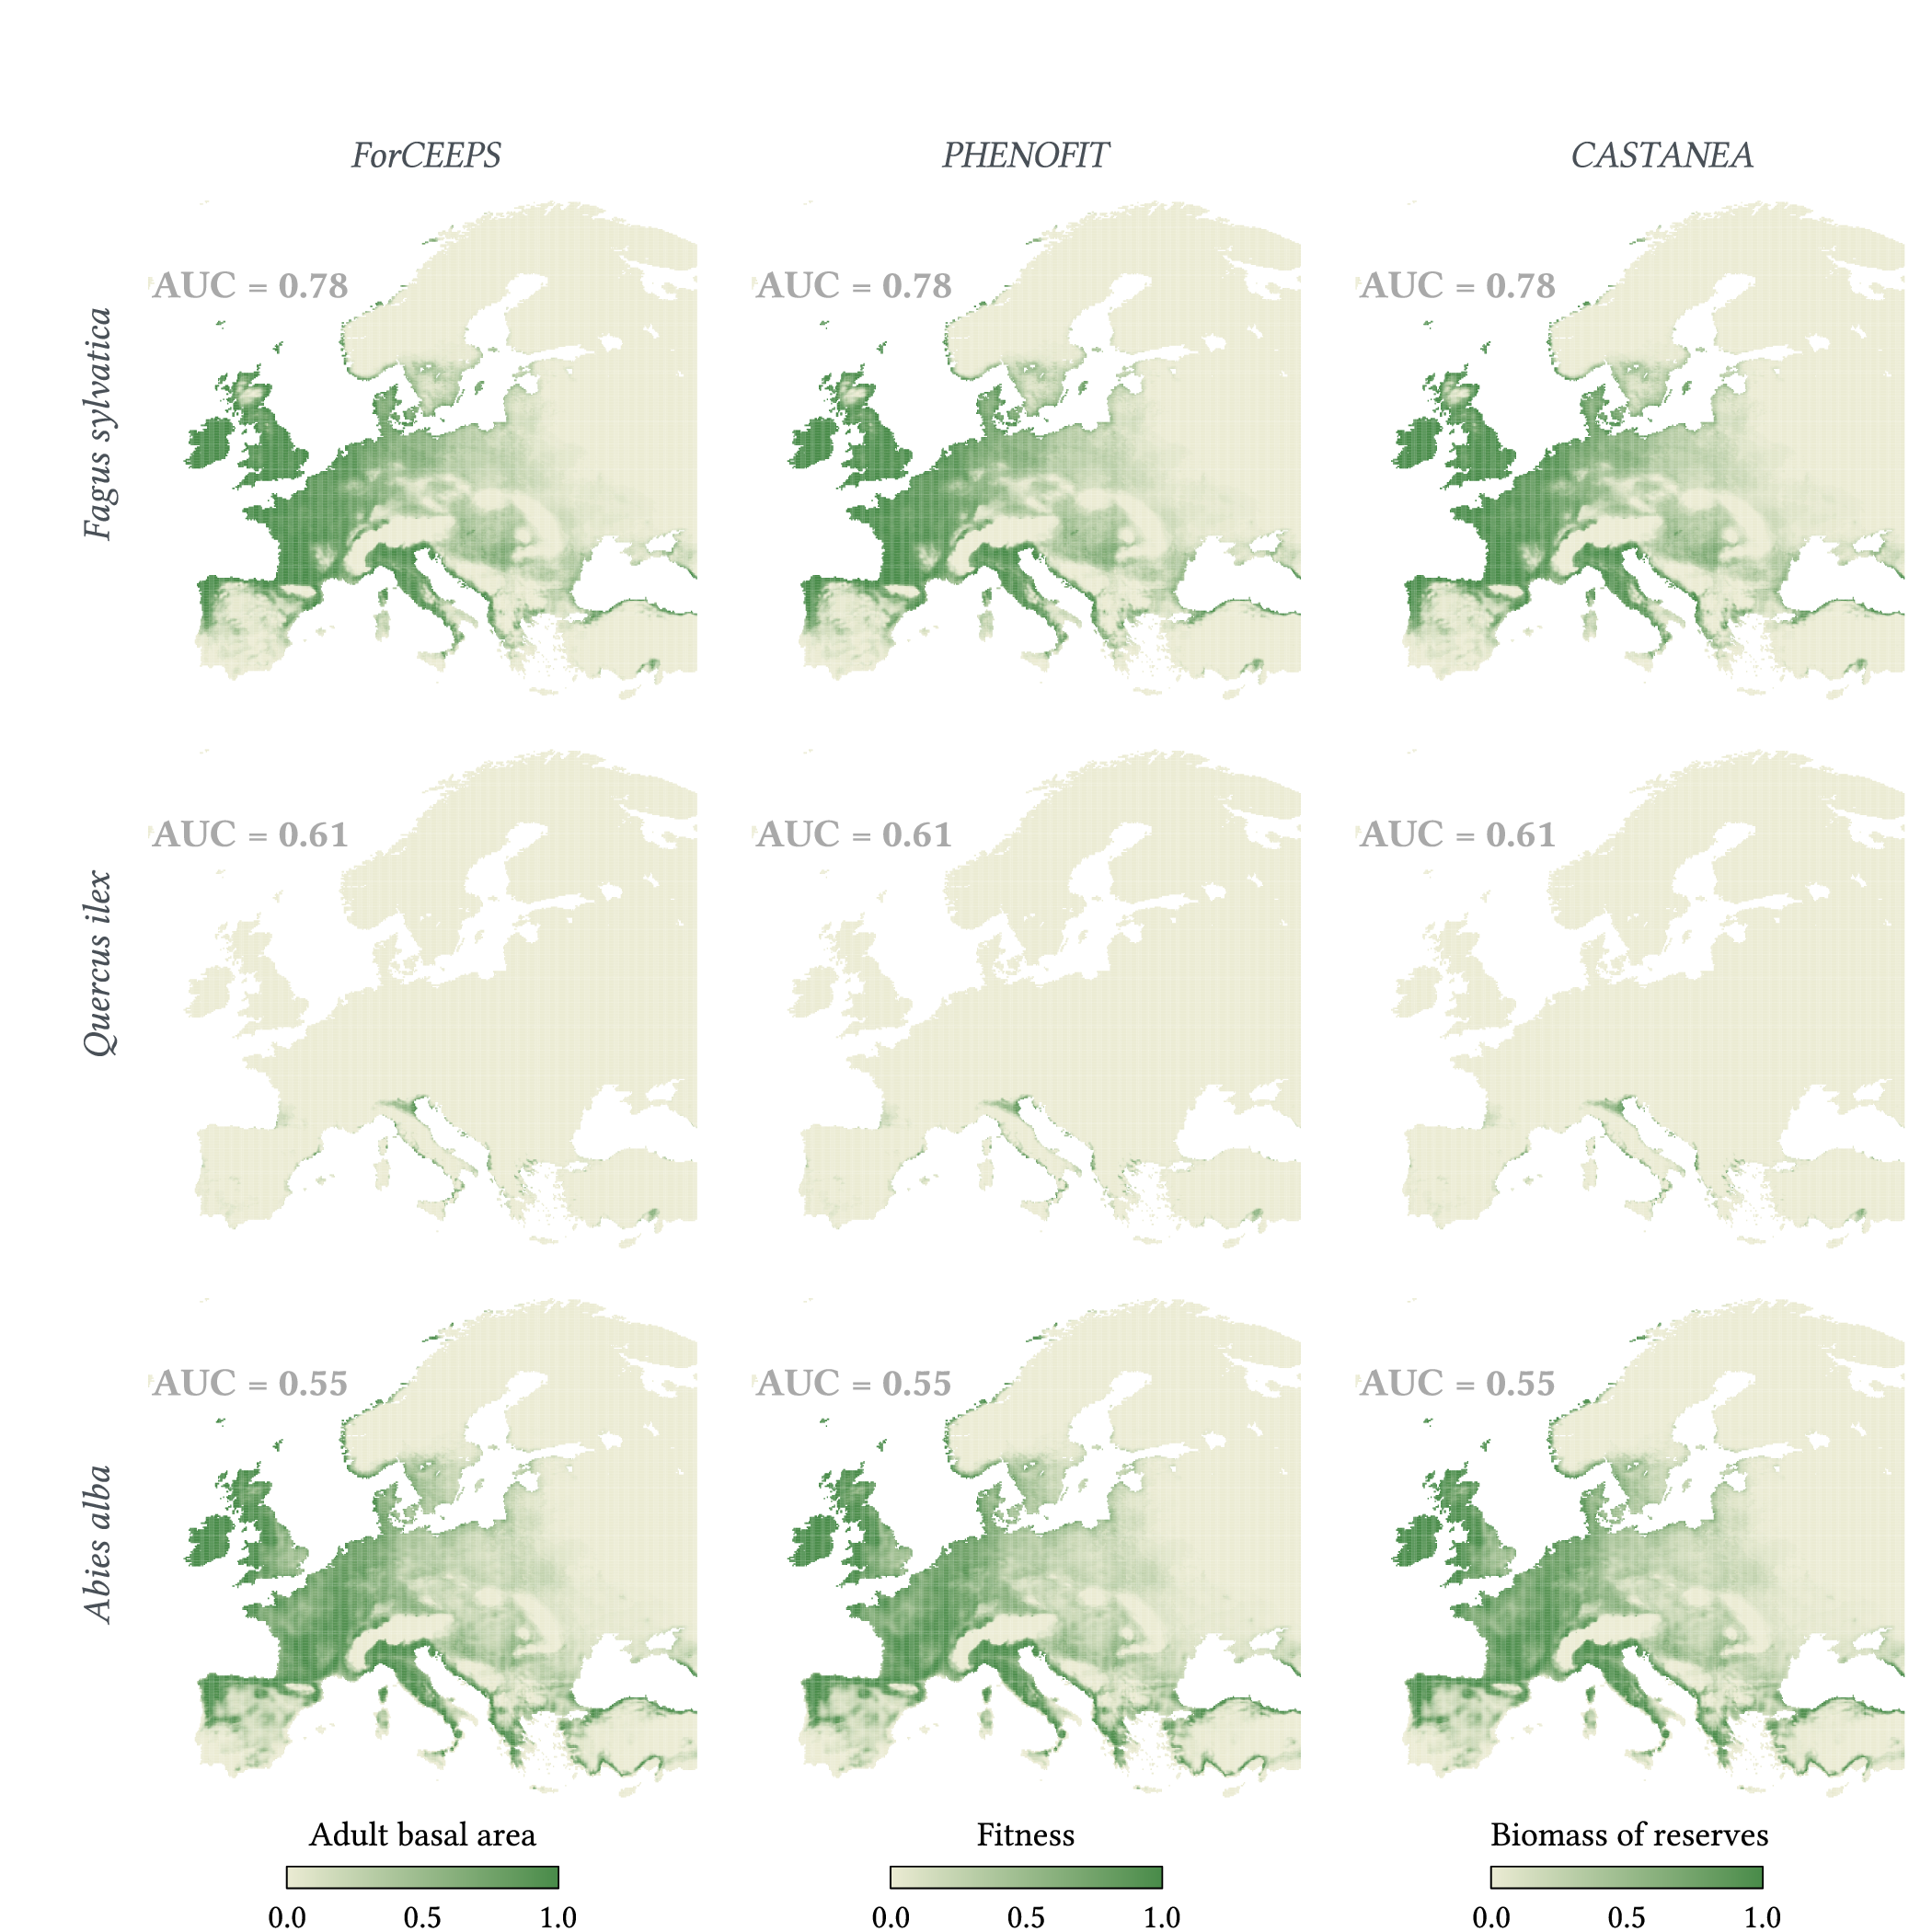 ForCEEPS PHENOFIT CASTANEA
Fagus sylvatica
AUC = 0.78 AUC = 0.78 AUC = 0.78
Quercus ilex
AUC = 0.61 AUC = 0.61 AUC = 0.61
Abies alba
AUC = 0.55 AUC = 0.55 AUC = 0.55
Adult basal area Fitness Biomass of reserves
0.0 0.5 1.0 0.0 0.5 1.0 0.0 0.5 1.0